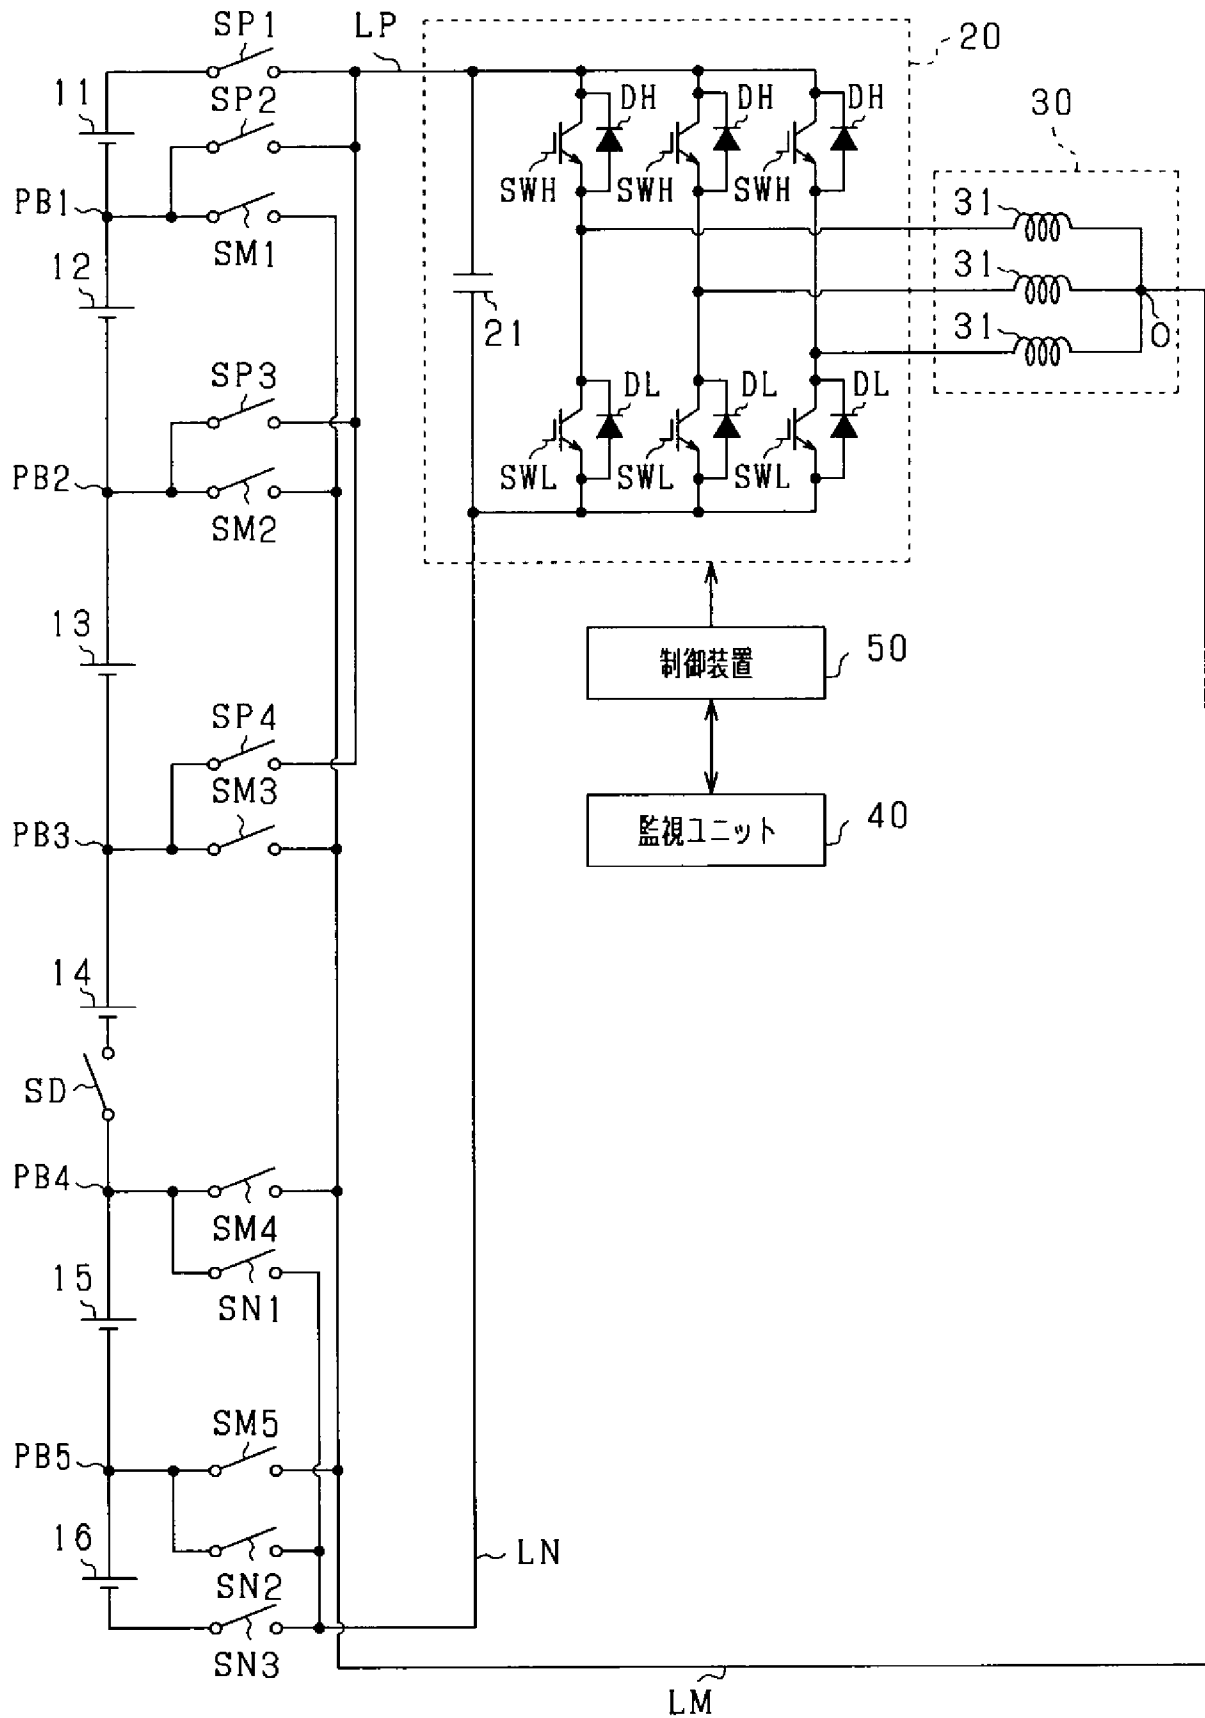 SP1
LP
20
11
SP2
DH
DH
DH
30
SWH
SWH
SWH
PB1
SM1
31
12
31
21
31
O
SP3
DL
DL
DL
PB2
SWL
SWL
SWL
SM2
13
制御装置
50
SP4
SM3
PB3
監視ユニット
40
14
SD
PB4
SM4
15
SN1
SM5
PB5
16
LN
SN2
SN3
LM